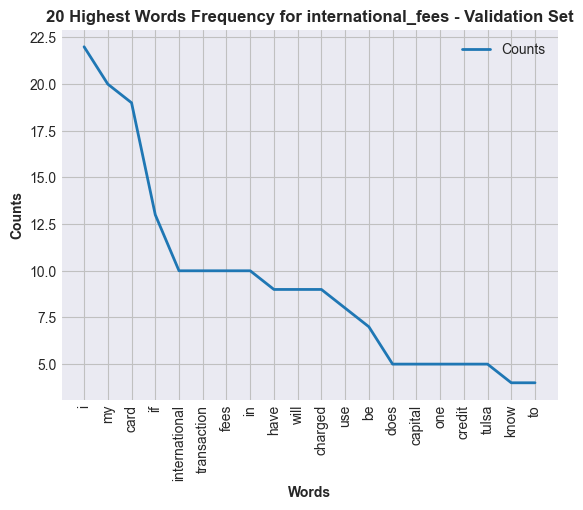 20 Highest Words Frequency for international_fees - Validation Set
22.5
20.0
17.5
15.0
12.5
10.0
7.5
5.0
Counts
Counts
i
my
card
if
international
transaction
fees
in
have
will
charged
use
be
does
capital
one
credit
tulsa
know
to
Words